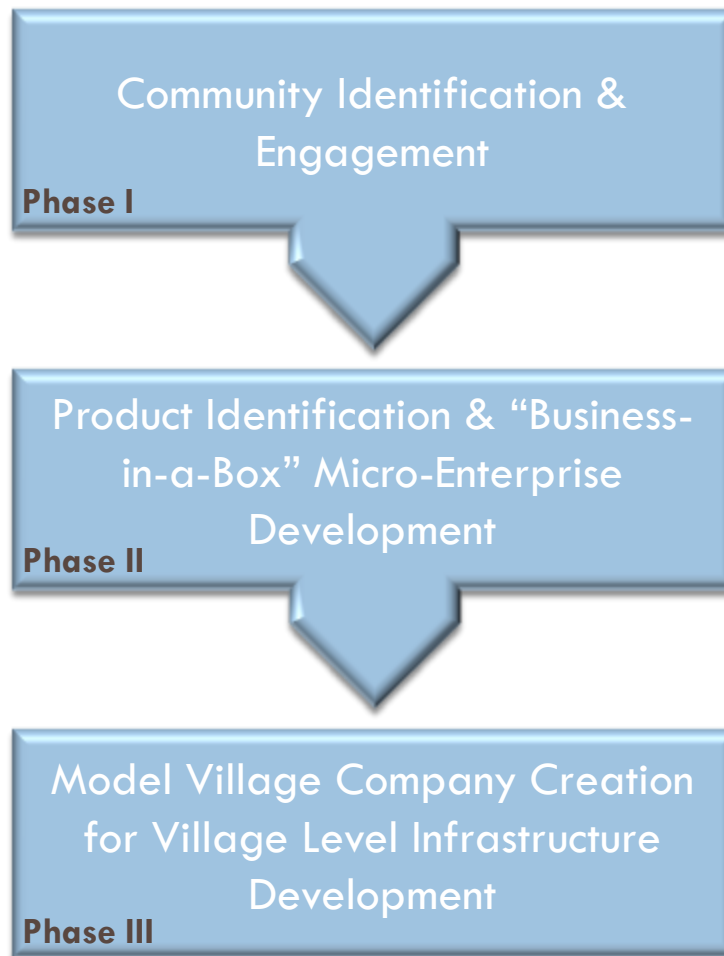 Community Identification &
Engagement
Phase I
Product Identification & “Business-
in-a-Box” Micro-Enterprise
Development
Phase II
Model Village Company Creation
for Village Level Infrastructure
Development
Phase III